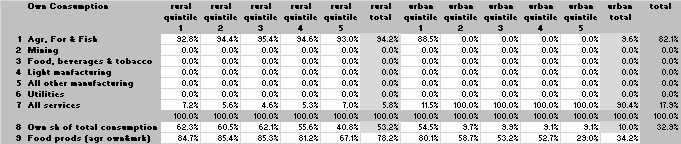 Own Consumption rural rural rural rural rural rural urban urban urban urban urban urban total
quintile quintile quintile quintile quintile total quintile quintile quintile quintile quintile total
1 2 3 4 5 1 2 3 4 5
1 Agr, For & Fish 92.8% 94.4% 95.4% 94.6% 93.0% 94.2% 88.5% 0.0% 0.0% 0.0% 0.0% 9.6% 82.1%
2 Mining 0.0% 0.0% 0.0% 0.0% 0.0% 0.0% 0.0% 0.0% 0.0% 0.0% 0.0% 0.0% 0.0%
3 Food, beverages & tobacco 0.0% 0.0% 0.0% 0.0% 0.0% 0.0% 0.0% 0.0% 0.0% 0.0% 0.0% 0.0% 0.0%
4 Light manfacturing 0.0% 0.0% 0.0% 0.0% 0.0% 0.0% 0.0% 0.0% 0.0% 0.0% 0.0% 0.0% 0.0%
5 All other manufacturing 0.0% 0.0% 0.0% 0.0% 0.0% 0.0% 0.0% 0.0% 0.0% 0.0% 0.0% 0.0% 0.0%
6 Utilities 0.0% 0.0% 0.0% 0.0% 0.0% 0.0% 0.0% 0.0% 0.0% 0.0% 0.0% 0.0% 0.0%
7 All services 7.2% 5.6% 4.6% 5.3% 7.0% 5.8% 11.5% 100.0% 100.0% 100.0% 100.0% 90.4% 17.9%
100.0% 100.0% 100.0% 100.0% 100.0% 100.0% 100.0% 100.0% 100.0% 100.0% 100.0% 100.0% 100.0%
8 Own sh of total consumption 62.3% 60.5% 62.1% 55.6% 40.8% 53.2% 54.5% 9.7% 9.9% 9.1% 9.1% 10.0% 32.9%
9 Food prods (agr own&mrk) 84.7% 85.4% 85.3% 81.2% 67.1% 78.2% 80.1% 58.7% 53.2% 52.7% 29.0% 34.2%